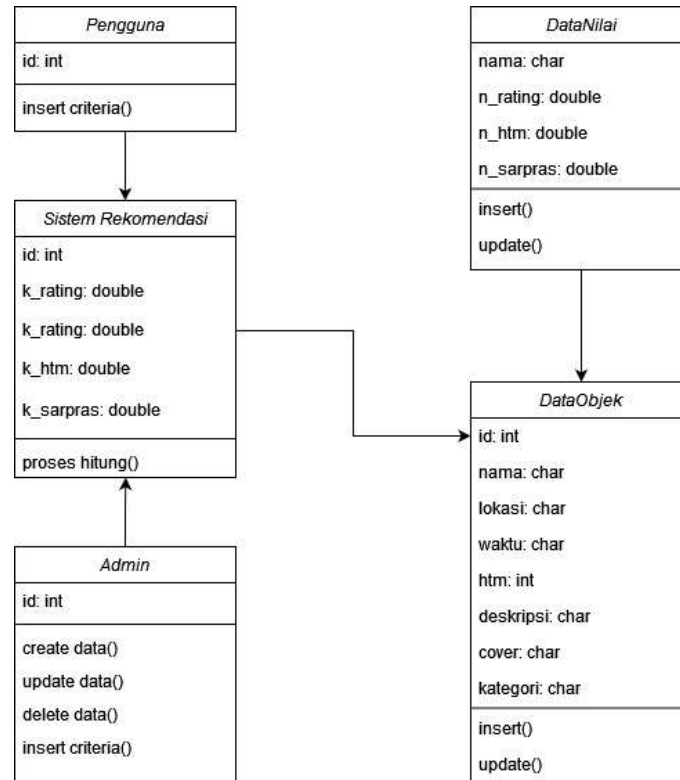 Pengguna
id: int
insert criteria()
Sistem Rekomendasi
id: int
k_rating: double
k_rating: double
k_htm: double
k_sarpras: double
proses hitung()
Admin
id: int
create data()
update data()
delete data()
insert criteria()
DataNilai
nama: char
n_rating: double
n_htm: double
n_sarpras: double
insert()
update()
DataObjek
id: int
nama: char
lokasi: char
waktu: char
htm: int
deskripsi: char
cover: char
kategori: char
insert()
update()